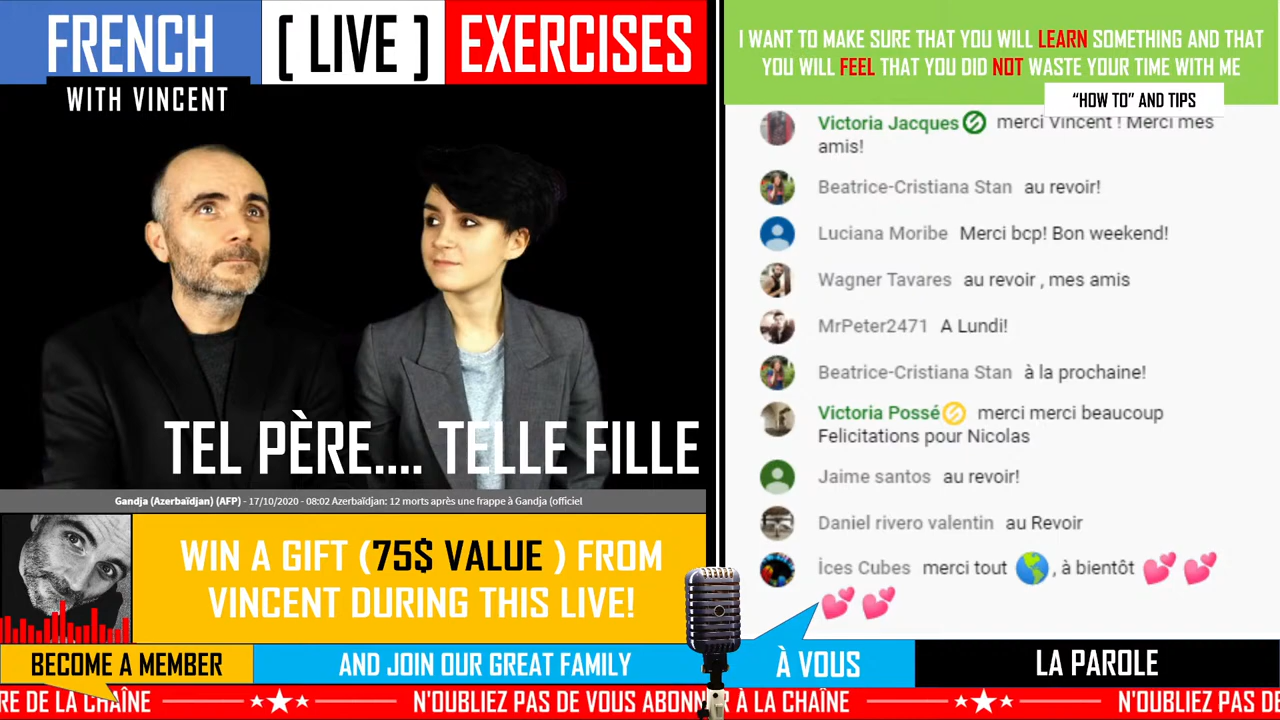 FRENCH
[ LIVE ]
EXERCISES
WITH VINCENT
TEL PÈRE.... TELLE FILLE
Gandja (Azerbaïdjan) (AFP) - 17/10/2020 - 08:02 Azerbaïdjan: 12 morts après une frappe à Gandja (officiel
WIN A GIFT (75$ VALUE ) FROM
VINCENT DURING THIS LIVE!
BECOME A MEMBER
AND JOIN OUR GREAT FAMILY
I WANT TO MAKE SURE THAT YOU WILL LEARN SOMETHING AND THAT
YOU WILL FEEL THAT YOU DID NOT WASTE YOUR TIME WITH ME
“HOW TO” AND TIPS
Victoria Jacques merci Vincent ! Merci mes
amis!
Beatrice-Cristiana Stan au revoir!
Luciana Moribe Merci bcp! Bon weekend!
Wagner Tavares au revoir , mes amis
MrPeter2471 A Lundi!
Beatrice-Cristiana Stan à la prochaine!
Victoria Possé merci merci beaucoup
Felicitations pour Nicolas
Jaime santos au revoir!
Daniel rivero valentin au Revoir
İces Cubes merci tout 🌎, à bientôt 💕 💕
💕 💕
À VOUS
LA PAROLE
RE DE LA CHAÎNE
N'OUBLIEZ PAS DE VOUS ABONN R À LA CHAÎNE
N'OUBLIEZ PAS DE